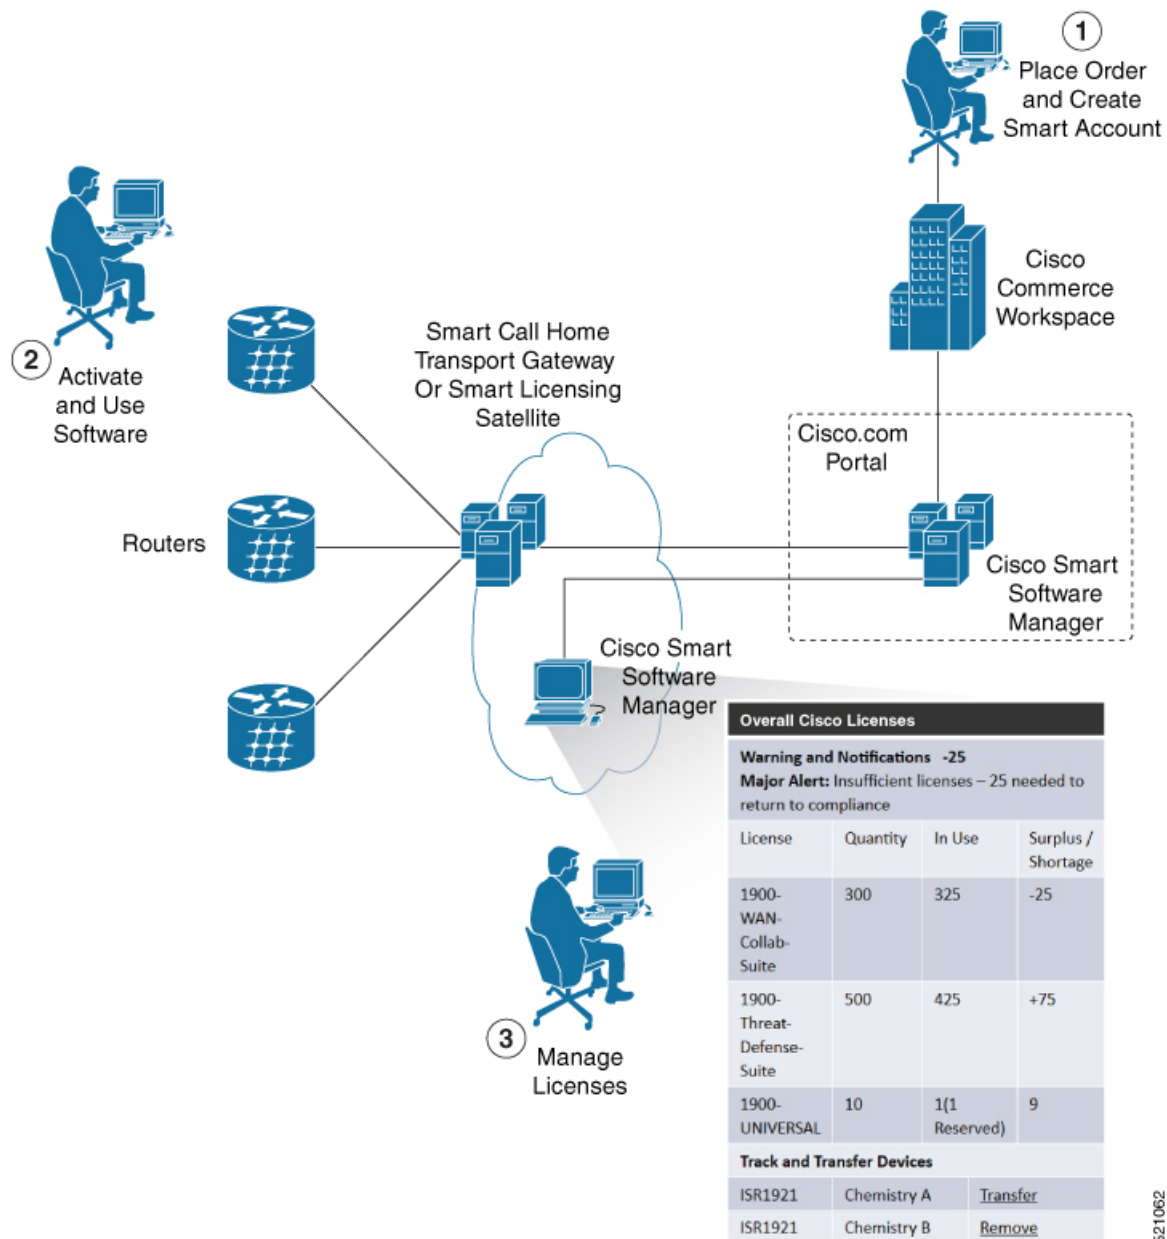 1
Place Order
and Create
Smart Account
Cisco
Commerce
Workspace
2
Activate
and Use
Software
Smart Call Home
Transport Gateway
Or Smart Licensing
Satellite
Cisco.com
Portal
Routers
Cisco Smart
Software
Manager
Cisco Smart
Software
Manager
3
Manage
Licenses
Overall Cisco Licenses
Warning and Notifications -25
Major Alert: Insufficient licenses – 25 needed to
return to compliance
License Quantity In Use Surplus /
Shortage
1900- 300 325 -25
WAN-
Collab-
Suite
1900- 500 425 +75
Threat-
Defense-
Suite
1900- 10 1(1 9
UNIVERSAL Reserved)
Track and Transfer Devices
ISR1921 Chemistry A Transfer
ISR1921 Chemistry B Remove
521062